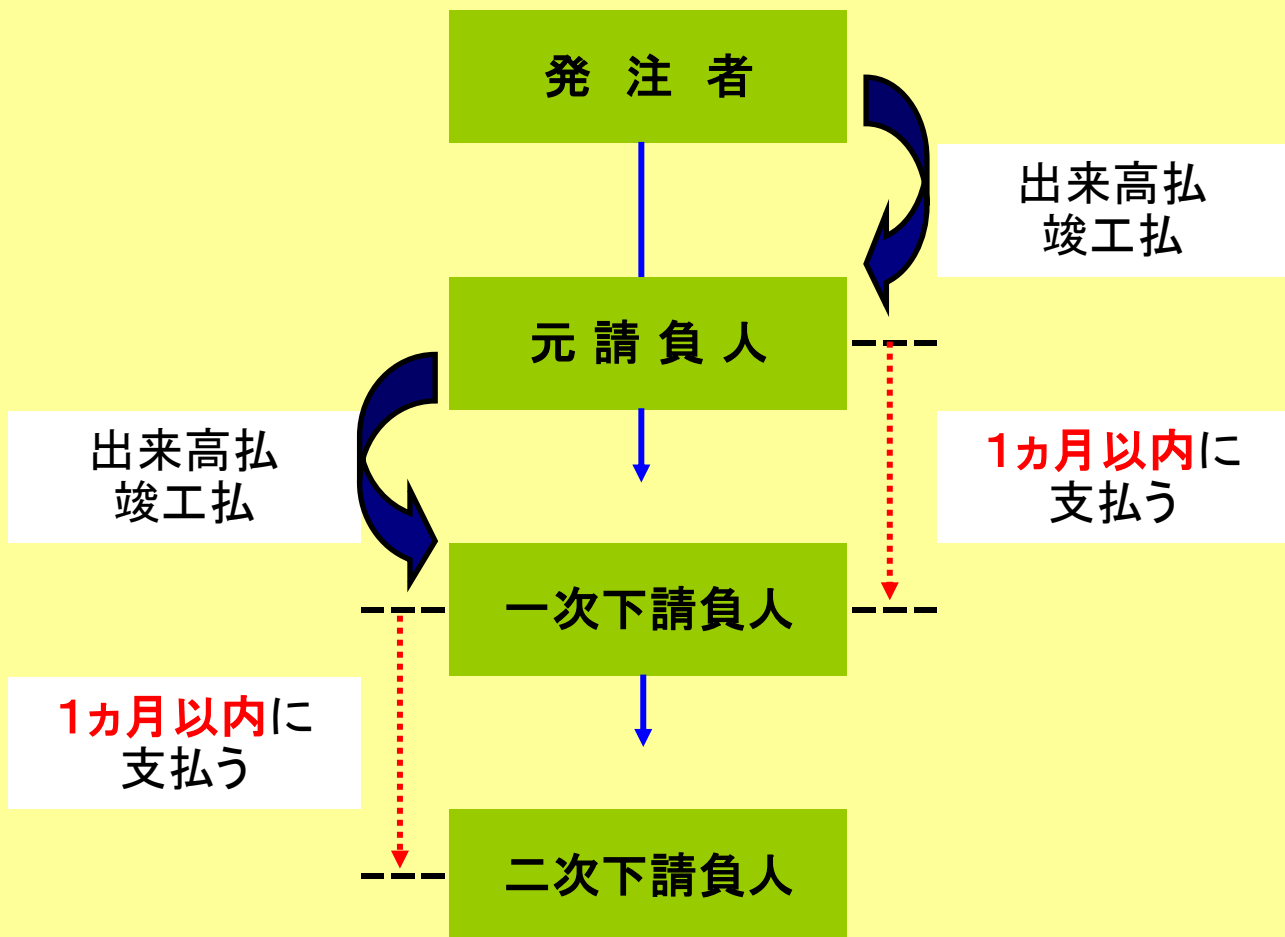 発 注 者
出来高払
竣工払
元 請 負 人
出来高払
竣工払
1ヵ月以内に
支払う
一次下請負人
1ヵ月以内に
支払う
二次下請負人